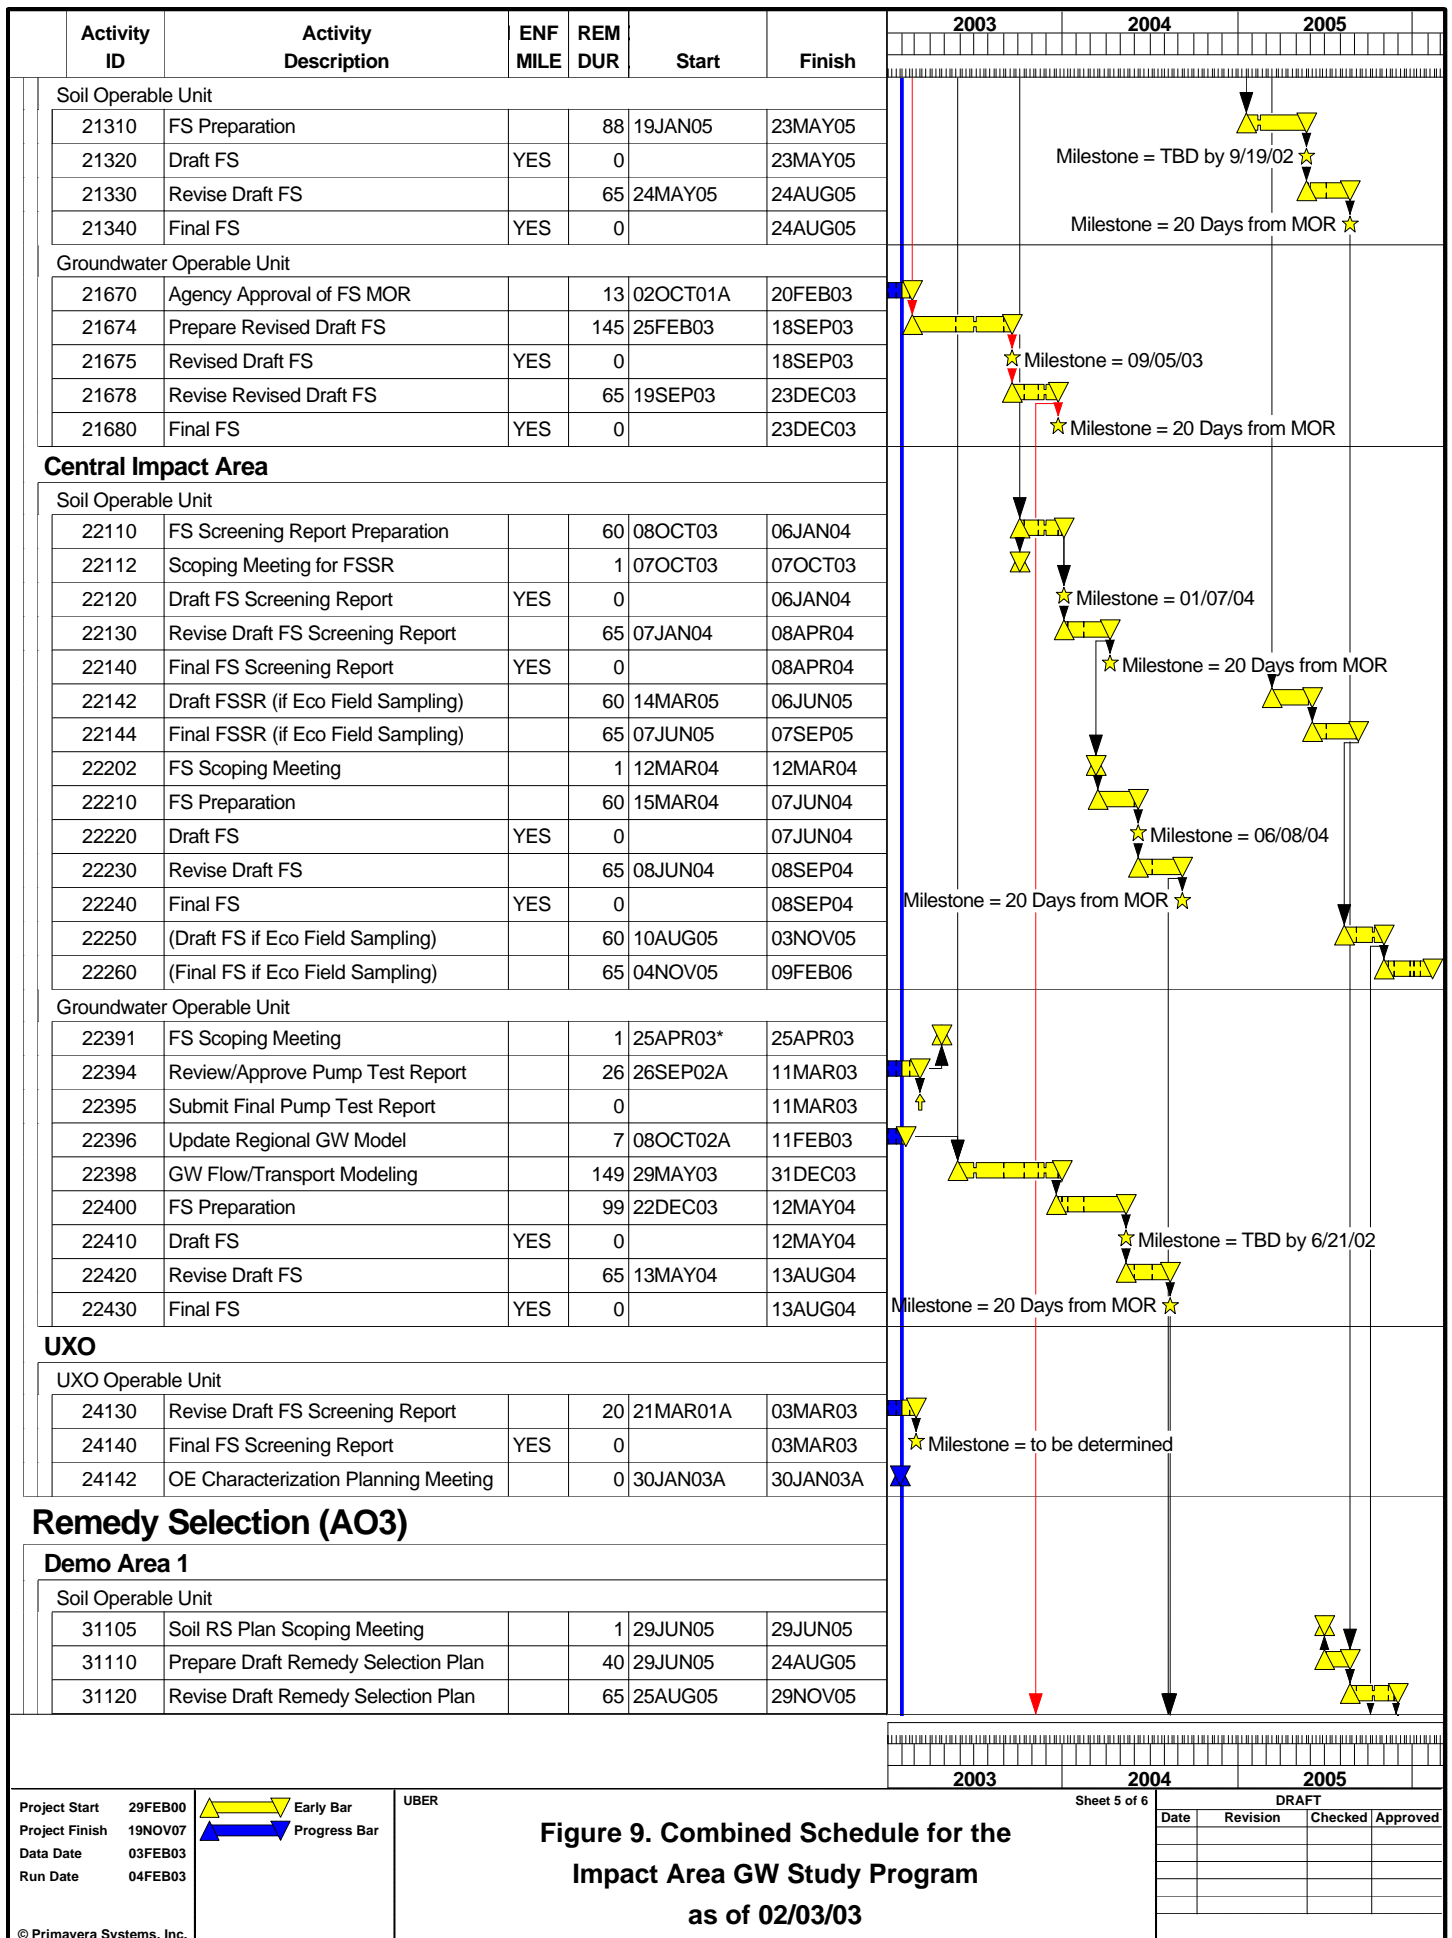 Activity Activity ENF REM 2003 2004 2005
ID Description MILE DUR Start Finish
Soil Operable Unit
21310 FS Preparation 88 19JAN05 23MAY05
21320 Draft FS YES 0 23MAY05 Milestone = TBD by 9/19/02
21330 Revise Draft FS 65 24MAY05 24AUG05
21340 Final FS YES 0 24AUG05 Milestone = 20 Days from MOR
Groundwater Operable Unit
21670 Agency Approval of FS MOR 13 02OCT01A 20FEB03
21674 Prepare Revised Draft FS 145 25FEB03 18SEP03
21675 Revised Draft FS YES 0 18SEP03 Milestone = 09/05/03
21678 Revise Revised Draft FS 65 19SEP03 23DEC03
21680 Final FS YES 0 23DEC03 Milestone = 20 Days from MOR
Central Impact Area
Soil Operable Unit
22110 FS Screening Report Preparation 60 08OCT03 06JAN04
22112 Scoping Meeting for FSSR 1 07OCT03 07OCT03
22120 Draft FS Screening Report YES 0 06JAN04 Milestone = 01/07/04
22130 Revise Draft FS Screening Report 65 07JAN04 08APR04
22140 Final FS Screening Report YES 0 08APR04 Milestone = 20 Days from MOR
22142 Draft FSSR (if Eco Field Sampling) 60 14MAR05 06JUN05
22144 Final FSSR (if Eco Field Sampling) 65 07JUN05 07SEP05
22202 FS Scoping Meeting 1 12MAR04 12MAR04
22210 FS Preparation 60 15MAR04 07JUN04
22220 Draft FS YES 0 07JUN04 Milestone = 06/08/04
22230 Revise Draft FS 65 08JUN04 08SEP04
22240 Final FS YES 0 08SEP04 Milestone = 20 Days from MOR
22250 (Draft FS if Eco Field Sampling) 60 10AUG05 03NOV05
22260 (Final FS if Eco Field Sampling) 65 04NOV05 09FEB06
Groundwater Operable Unit
22391 FS Scoping Meeting 1 25APR03* 25APR03
22394 Review/Approve Pump Test Report 26 26SEP02A 11MAR03
22395 Submit Final Pump Test Report 0 11MAR03
22396 Update Regional GW Model 7 08OCT02A 11FEB03
22398 GW Flow/Transport Modeling 149 29MAY03 31DEC03
22400 FS Preparation 99 22DEC03 12MAY04
22410 Draft FS YES 0 12MAY04 Milestone = TBD by 6/21/02
22420 Revise Draft FS 65 13MAY04 13AUG04
22430 Final FS YES 0 13AUG04 Milestone = 20 Days from MOR
UXO
UXO Operable Unit
24130 Revise Draft FS Screening Report 20 21MAR01A 03MAR03
24140 Final FS Screening Report YES 0 03MAR03 Milestone = to be determined
24142 OE Characterization Planning Meeting 0 30JAN03A 30JAN03A
Remedy Selection (AO3)
Demo Area 1
Soil Operable Unit
31105 Soil RS Plan Scoping Meeting 1 29JUN05 29JUN05
31110 Prepare Draft Remedy Selection Plan 40 29JUN05 24AUG05
31120 Revise Draft Remedy Selection Plan 65 25AUG05 29NOV05
2003 2004 2005
Project Start 29FEB00
Project Finish 19NOV07
Data Date 03FEB03
Run Date 04FEB03
© Primavera Systems, Inc.
Early Bar
Progress Bar
UBER
Figure 9. Combined Schedule for the
Impact Area GW Study Program
as of 02/03/03
Sheet 5 of 6
DRAFT
Date Revision Checked Approved